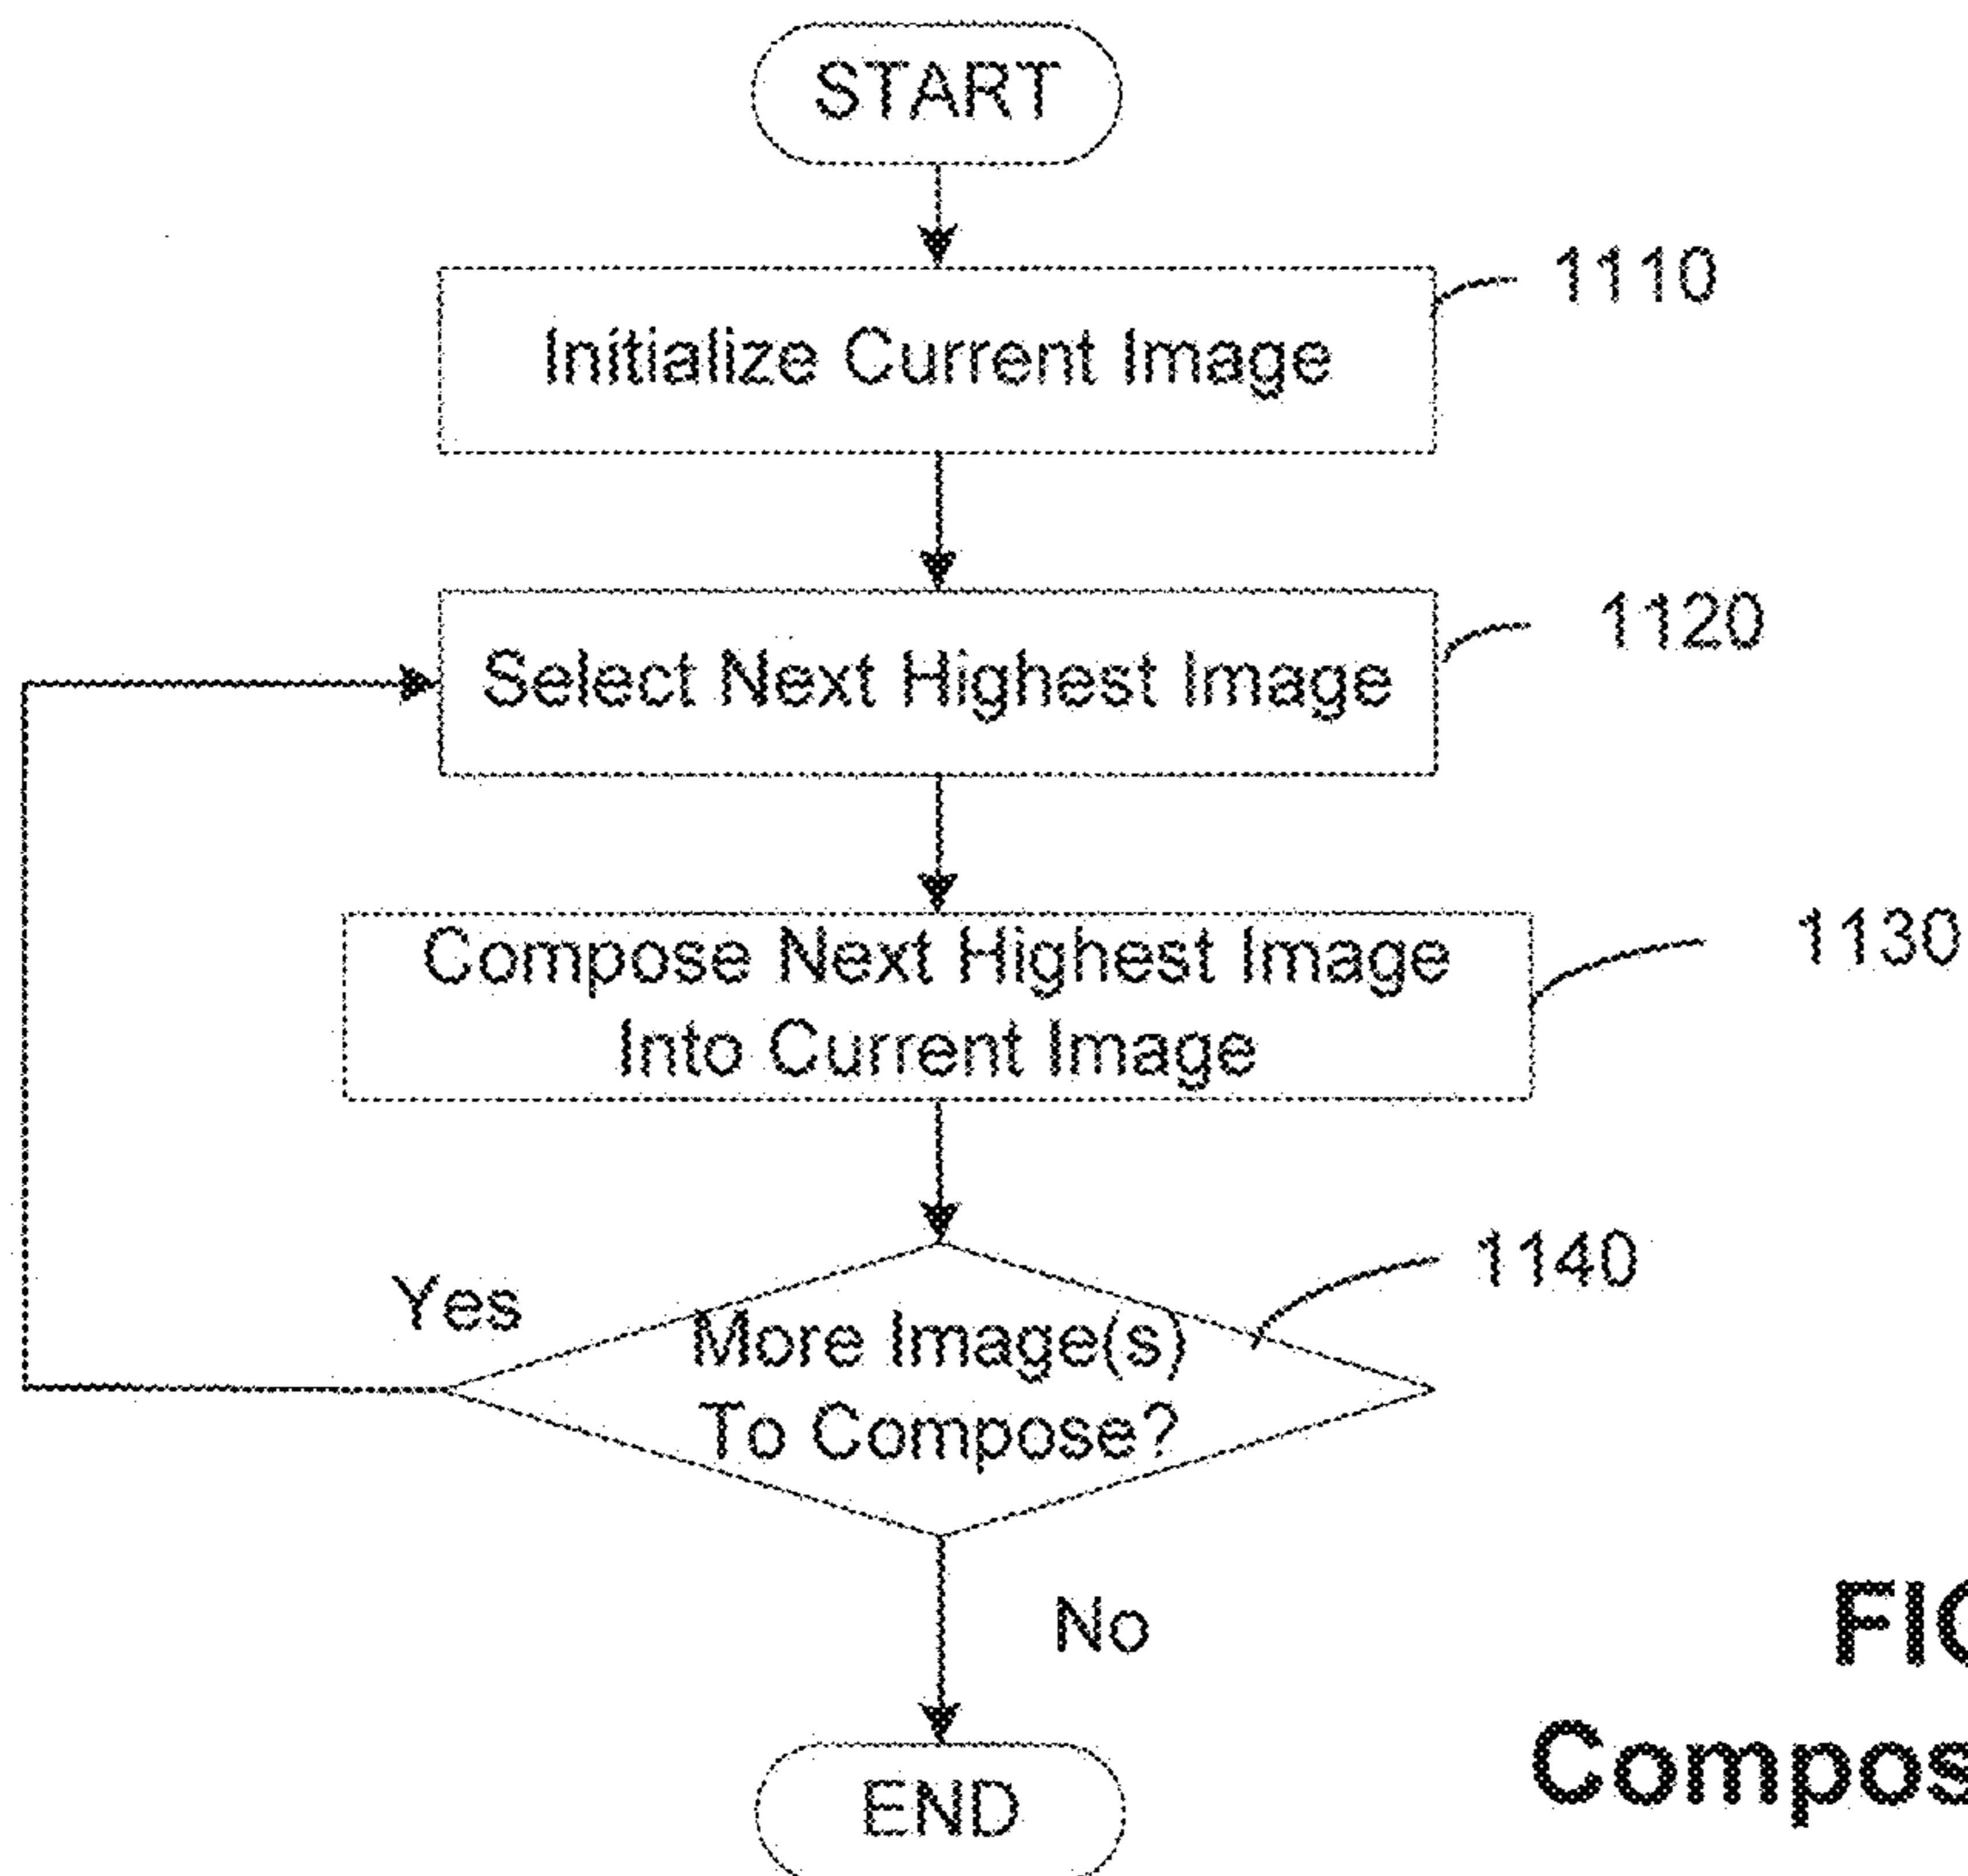 START
Initialize Current Image
1110
Select Next Highest Image
1120
Compose Next Highest Image
Into Current Image
1130
More Image(s)
To Compose?
1140
Yes
No
END